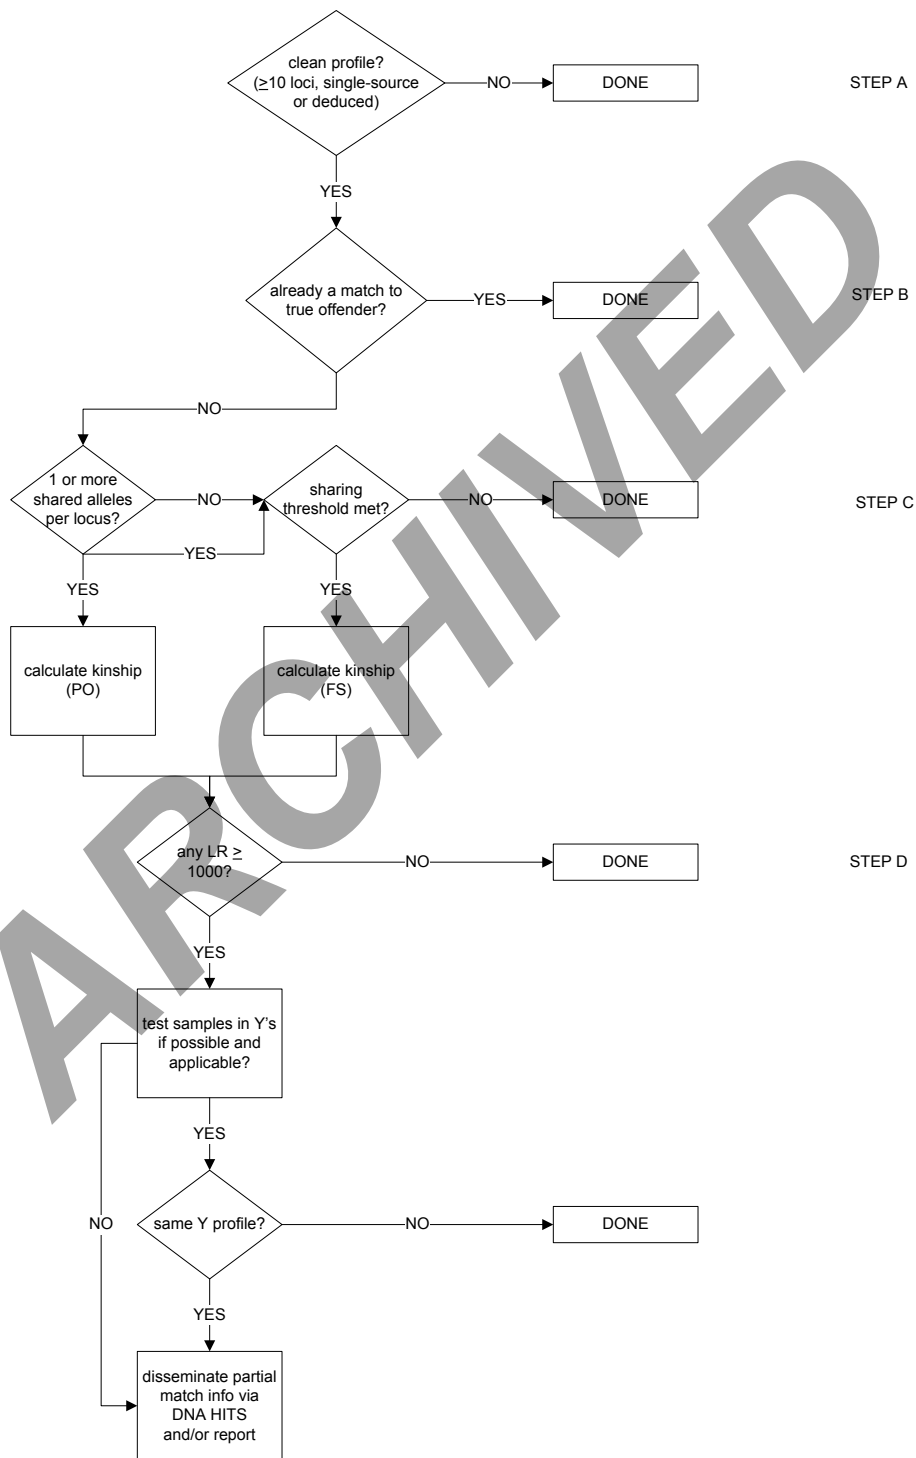 clean profile?
(≥10 loci, single-source
or deduced)
NO
DONE
STEP A
YES
already a match to
true offender?
YES
DONE
STEP B
NO
1 or more
shared alleles
per locus?
NO
sharing
threshold met?
NO
DONE
STEP C
YES
YES
YES
calculate kinship
(PO)
calculate kinship
(FS)
any LR ≥
1000?
NO
DONE
STEP D
YES
test samples in Y's
if possible and
applicable?
YES
NO
same Y profile?
NO
DONE
YES
disseminate partial
match info via
DNA HITS
and/or report
ARCHIVED